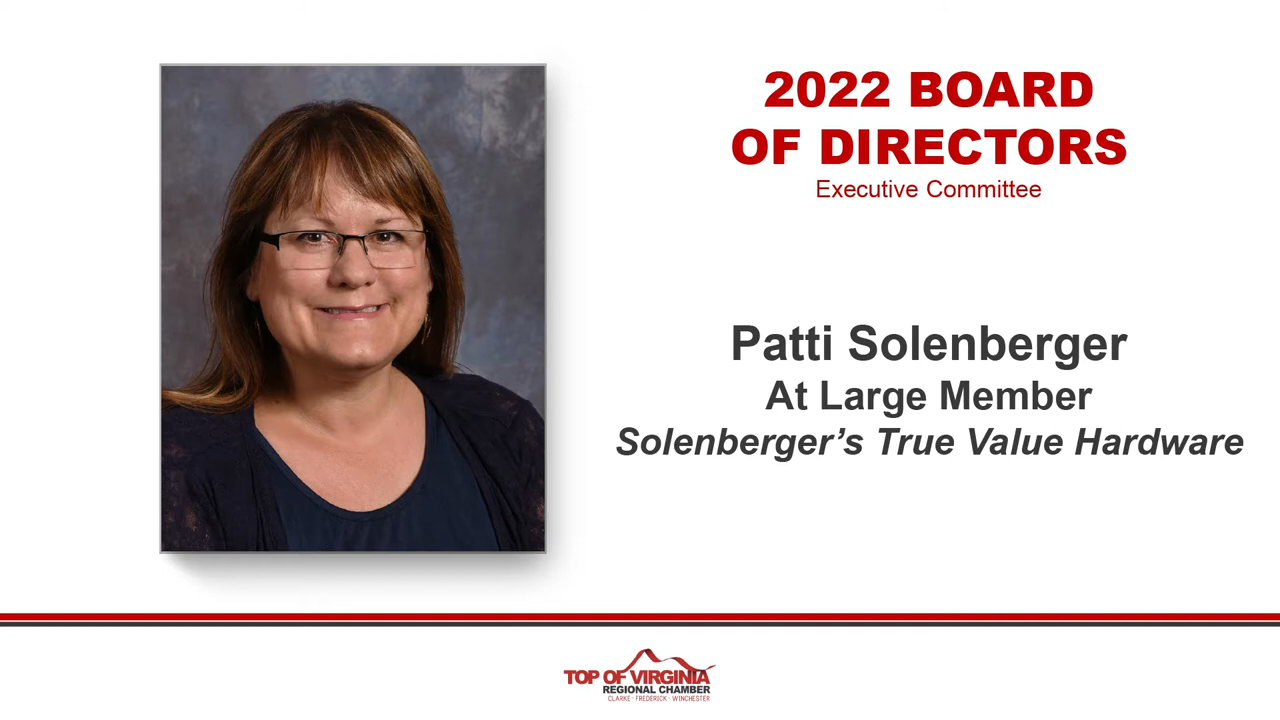 2022 BOARD
OF DIRECTORS
Executive Committee
Patti Solenberger
At Large Member
Solenberger’s True Value Hardware
TOP OF VIRGINIA
REGIONAL CHAMBER
CLARKE · FREDERICK · WINCHESTER